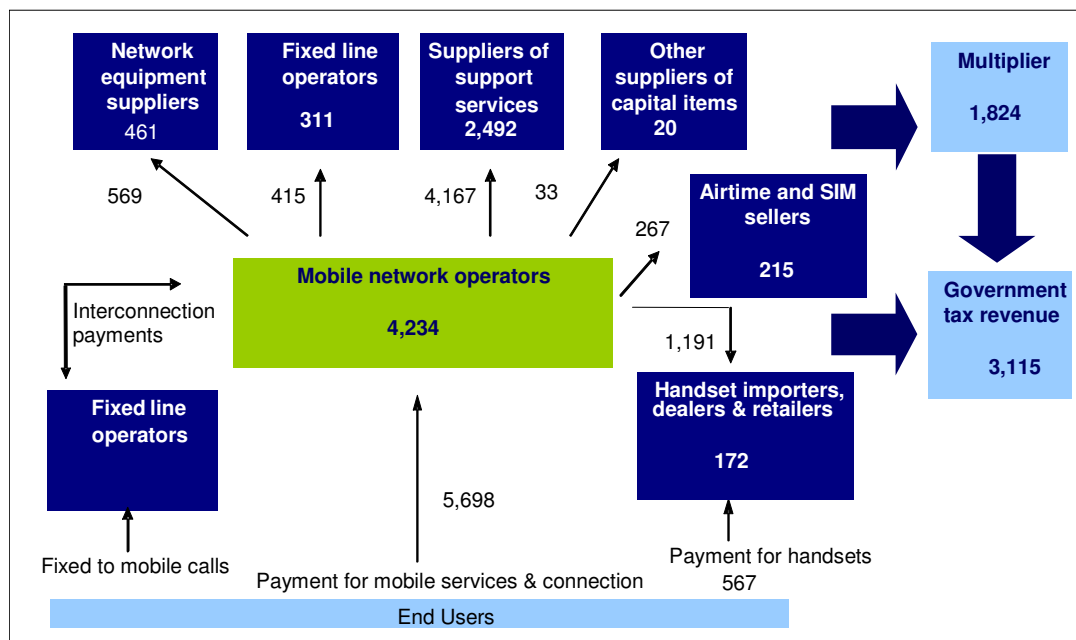 Network
equipment
suppliers
461
Fixed line
operators
311
Suppliers of
support
services
2,492
Other
suppliers of
capital items
20
Multiplier
1,824
569
415
4,167
33
267
Airtime and SIM
sellers
215
Mobile network operators
4,234
Government
tax revenue
3,115
Interconnection
payments
1,191
Fixed line
operators
Handset importers,
dealers & retailers
172
5,698
Fixed to mobile calls
Payment for mobile services & connection
Payment for handsets
567
End Users